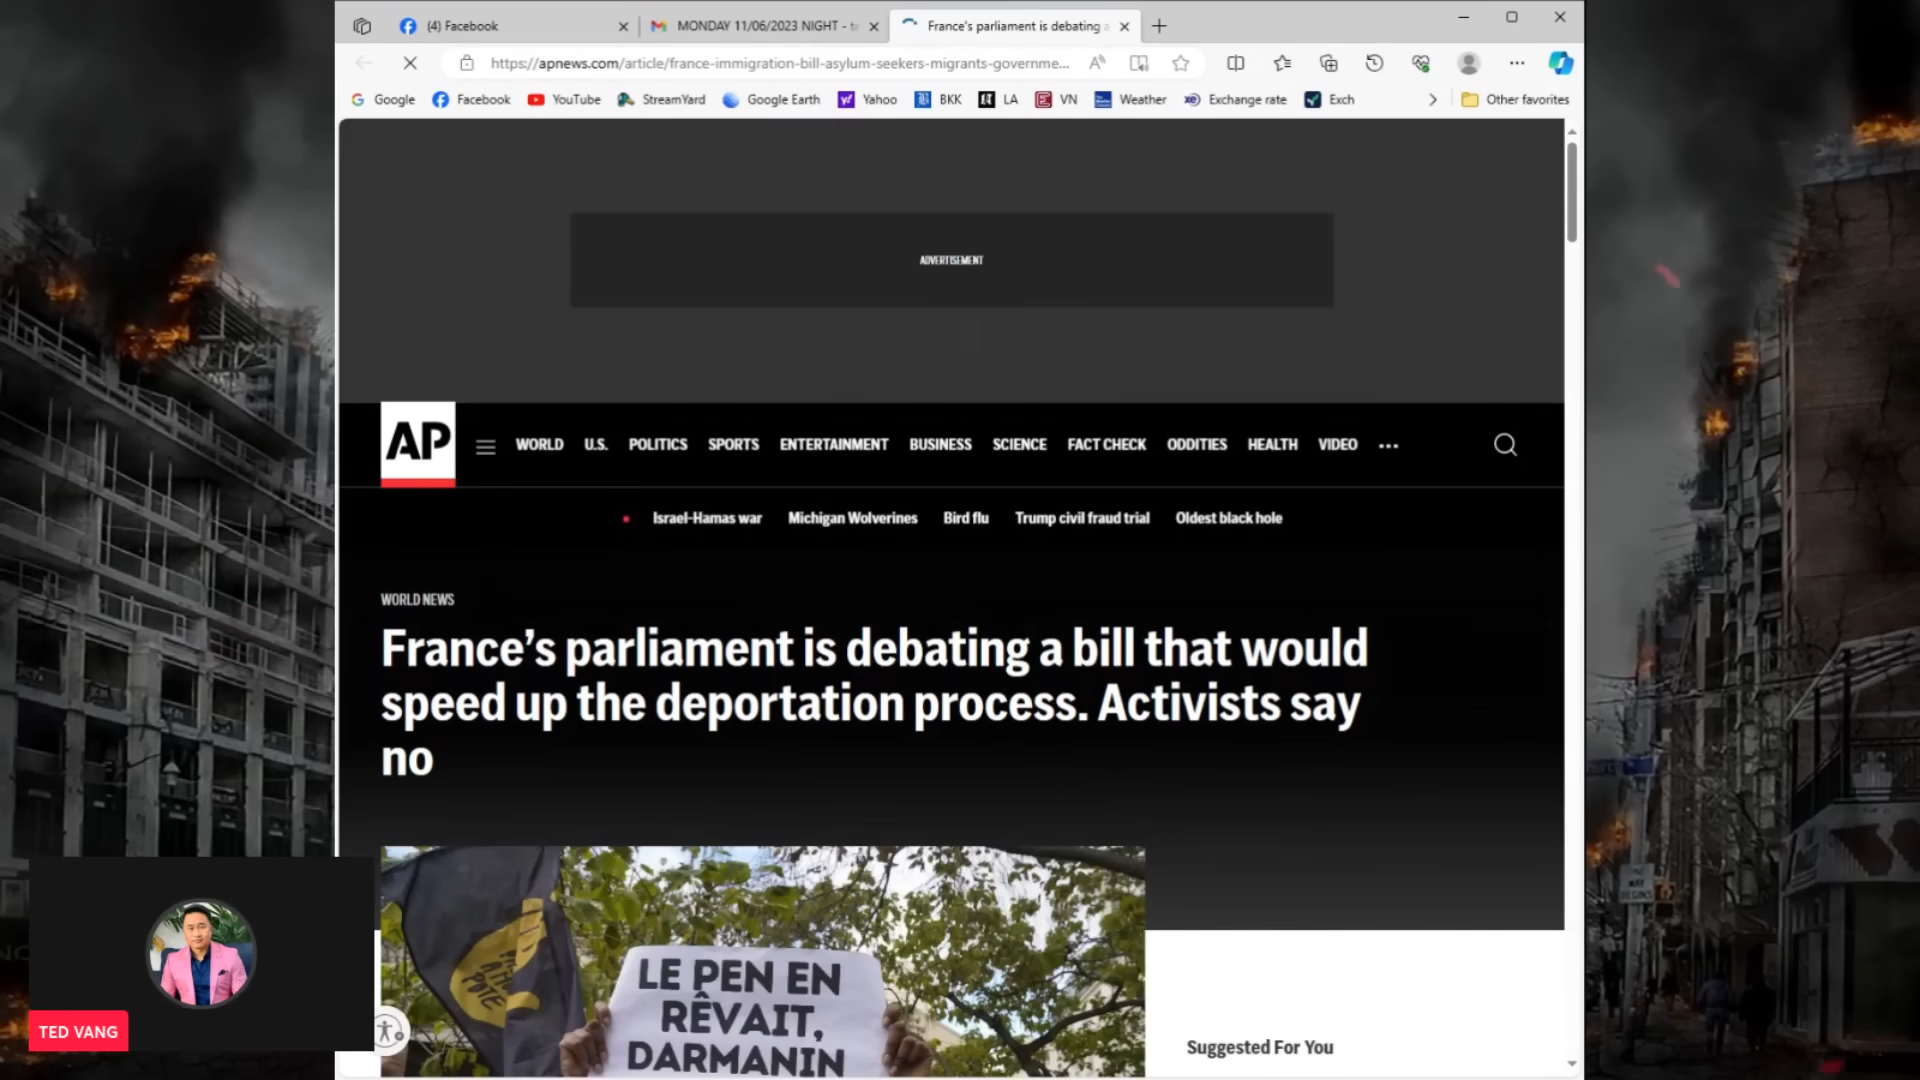 (4) Facebook
MONDAY 11/06/2023 NIGHT - te
France's parliament is debating a
https://apnews.com/article/france-immigration-bill-asylum-seekers-migrants-governme...
Google
Facebook
YouTube
StreamYard
Google Earth
Yahoo
BKK
LA
VN
Weather
Exchange rate
Exch
Other favorites
ADVERTISEMENT
AP
WORLD
U.S.
POLITICS
SPORTS
ENTERTAINMENT
BUSINESS
SCIENCE
FACT CHECK
ODDITIES
HEALTH
VIDEO
Israel-Hamas war
Michigan Wolverines
Bird flu
Trump civil fraud trial
Oldest black hole
WORLD NEWS
France’s parliament is debating a bill that would
speed up the deportation process. Activists say
no
LE PEN EN
RÊVAIT,
DARMANIN
Suggested For You
TED VANG